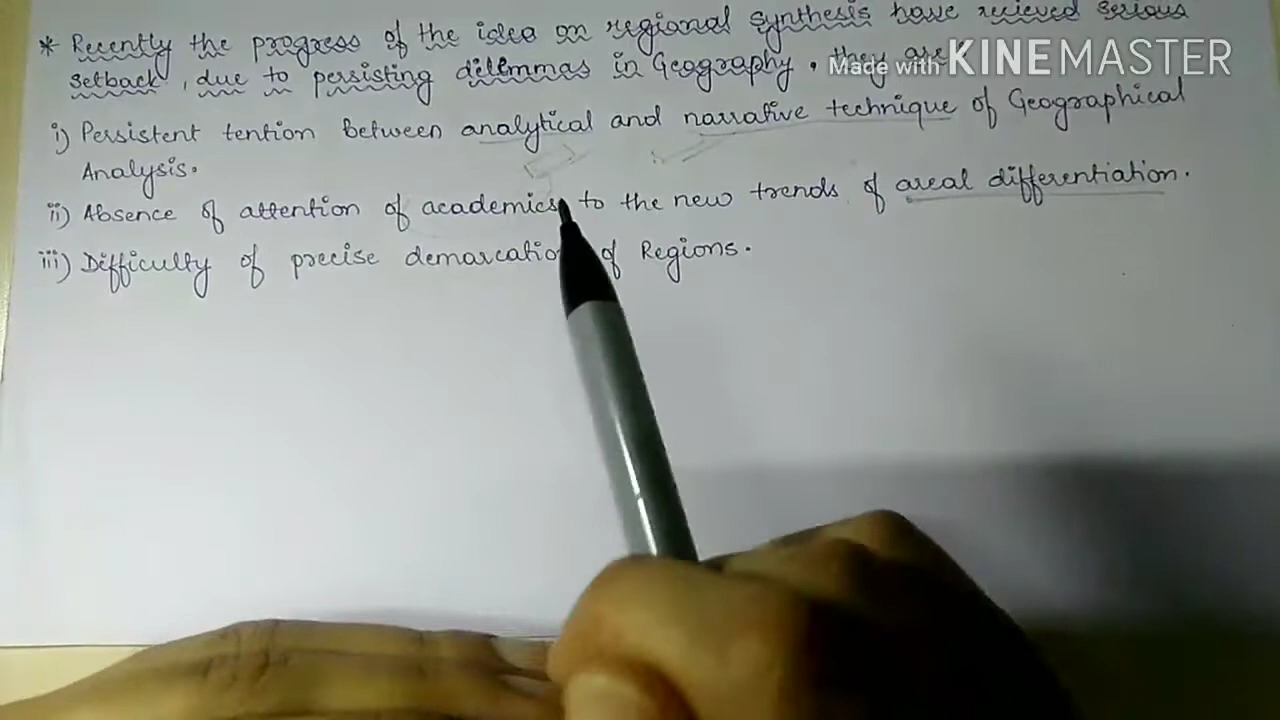 * Recently the progress of the idea on regional synthesis have recieved serious
setback, due to persisting dilemmas in Geography. they are
Made with KINEMASTER
i) Persistent tention between analytical and narrative technique of Geographical
Analysis.
ii) Absence of attention of academics to the new trends of areal differentiation.
iii) Difficulty of precise demarcation of Regions.